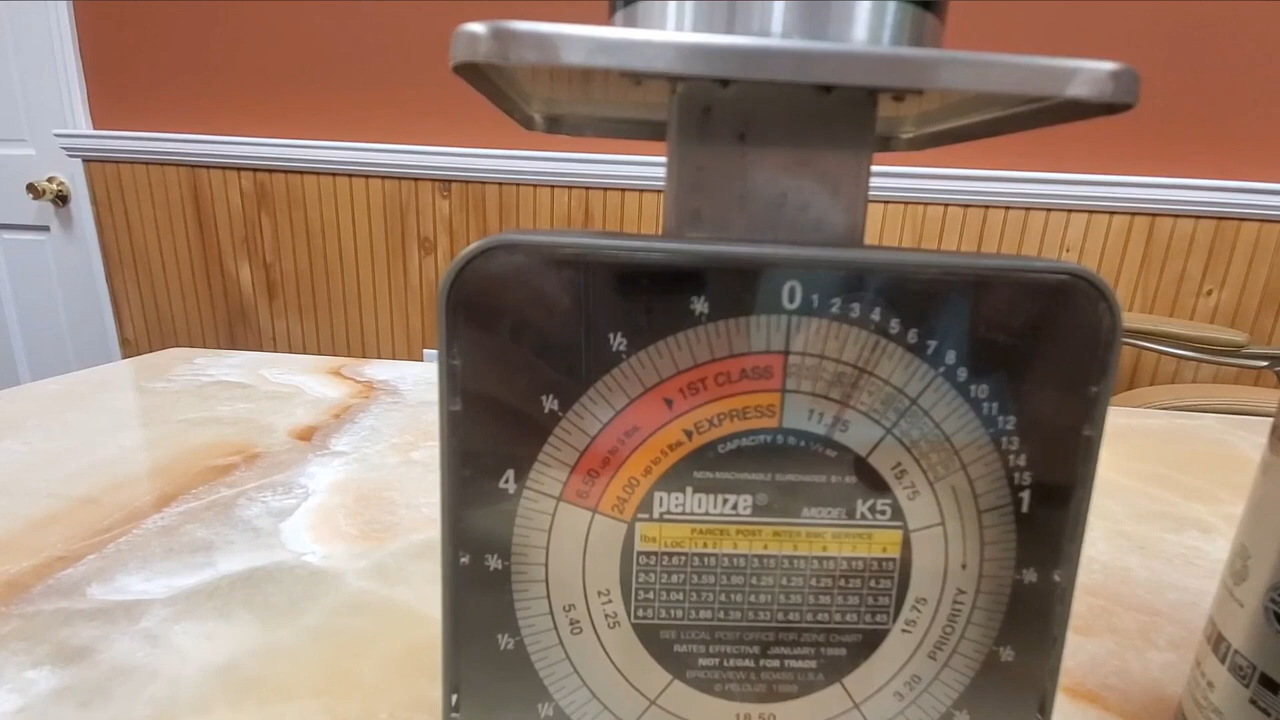 0 1 2 3 4 5 6 7 8 9 10 11 12 13 14 15 1
3/4
1/2
1/4
4
3/4
1/2
1/4
1/4
1/2
1ST CLASS
6.50 up to 5 lbs.
EXPRESS
24.00 up to 5 lbs.
11.75
15.75
15.75
PRIORITY
3.20
18.50
21.25
5.40
CAPACITY 5 lb x 1/2 oz
NON-MACHINABLE SURCHARGE $1.45
pelouze® MODEL K5
lbs PARCEL POST - INTER BMC SERVICE
LOC 1 & 2 3 4 5 6 7 8
0-2 2.67 3.15 3.15 3.15 3.15 3.15 3.15 3.15
2-3 2.87 3.59 3.90 4.25 4.25 4.25 4.25 4.25
3-4 3.04 3.73 4.16 4.91 5.35 5.35 5.35 5.35
4-5 3.19 3.86 4.39 5.33 6.45 6.45 6.45 6.45
SEE LOCAL POST OFFICE FOR ZONE CHART
RATES EFFECTIVE JANUARY 1999
NOT LEGAL FOR TRADE
BRIDGEVIEW IL 60455 U.S.A.
© PELOUZE 1999